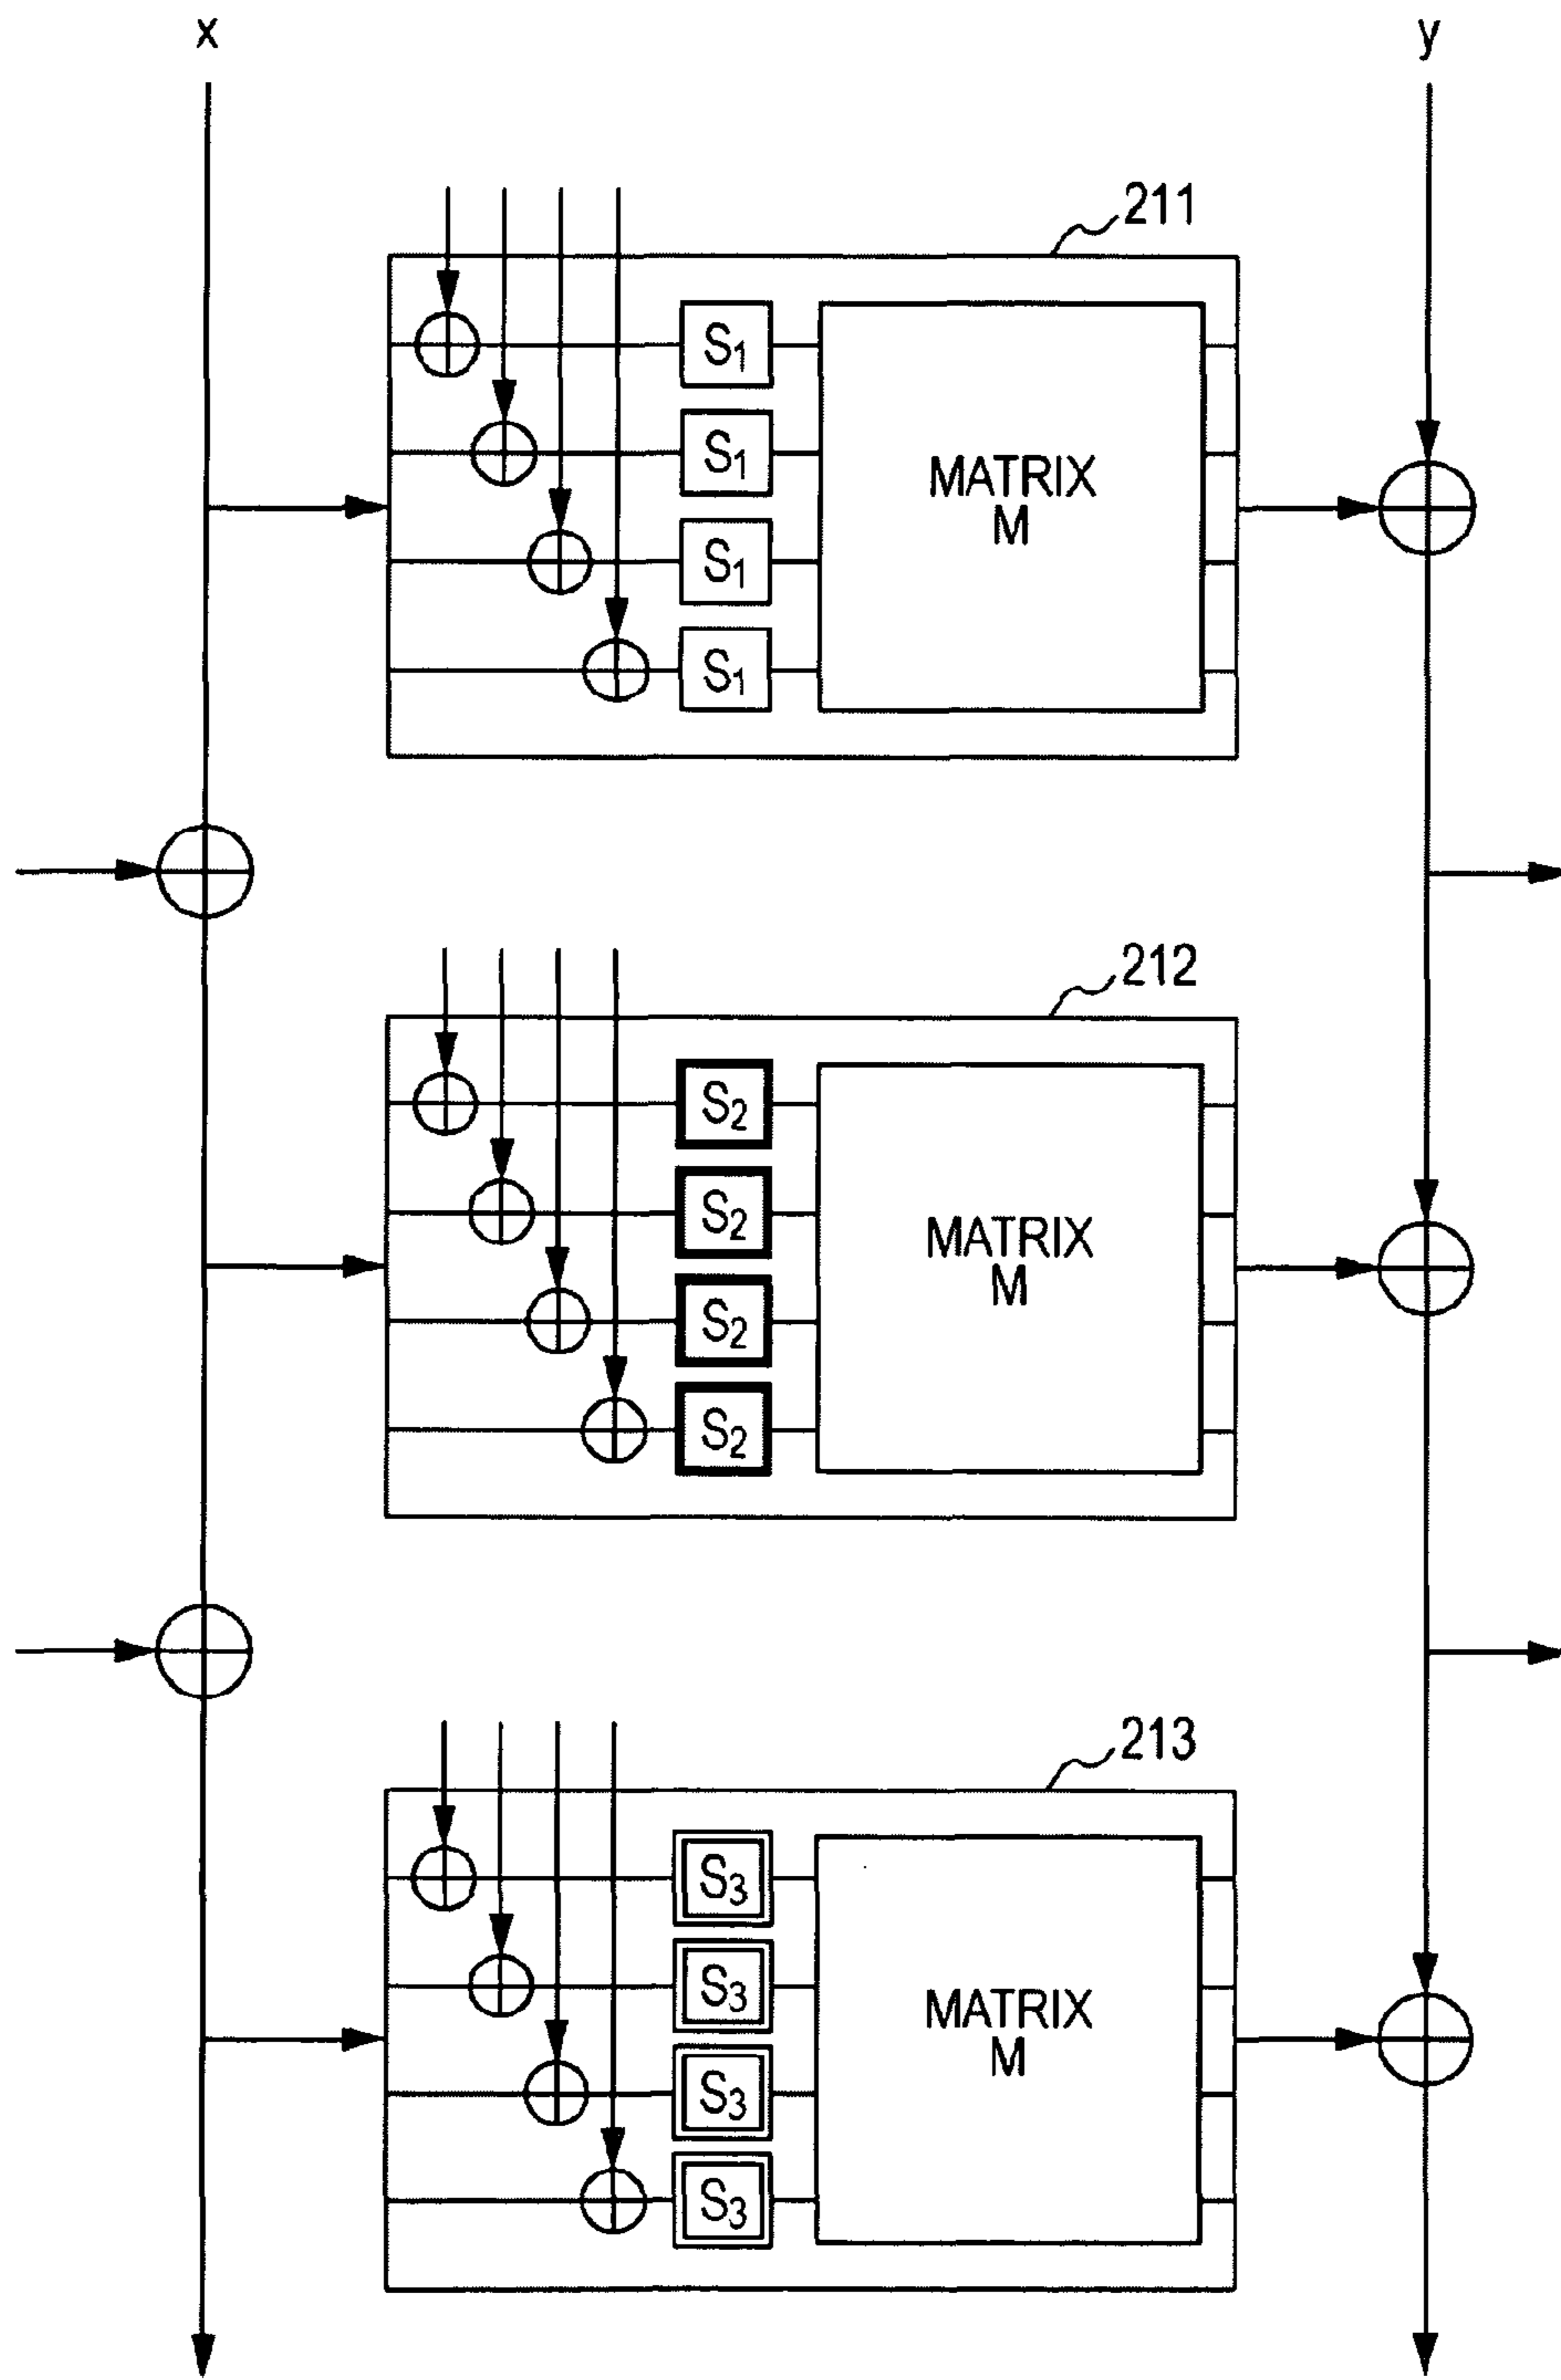 x
y
211
S1
S1
MATRIX
M
S1
S1
212
S2
S2
MATRIX
M
S2
S2
213
S3
S3
MATRIX
M
S3
S3